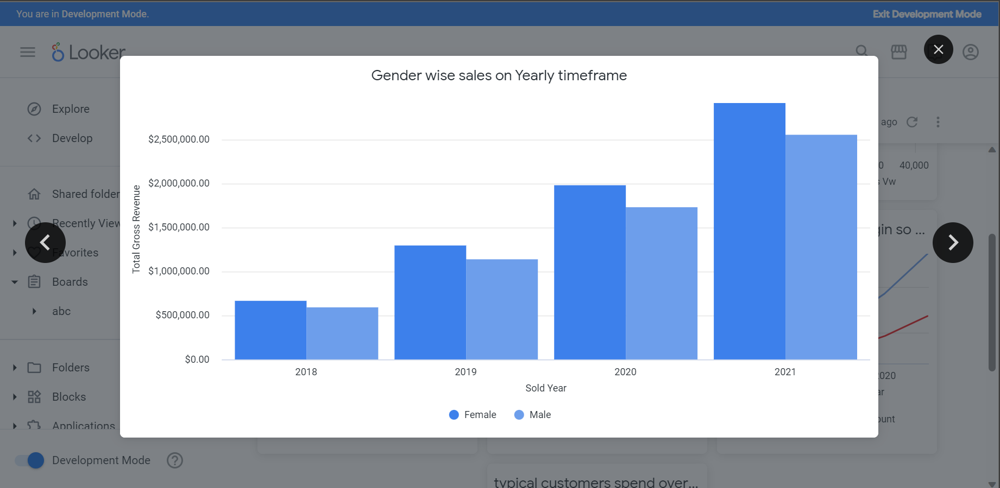 You are in Development Mode.
Exit Development Mode
Looker
Gender wise sales on Yearly timeframe
Explore
Develop
Shared folder
Recently View
Favorites
Boards
abc
Folders
Blocks
Applications
Development Mode
ago
40,000
s Vw
gin so ...
2020
ar
ount
Total Gross Revenue
$2,500,000.00
$2,000,000.00
$1,500,000.00
$1,000,000.00
$500,000.00
$0.00
2018 2019 2020 2021
Sold Year
Female Male
typical customers spend over...